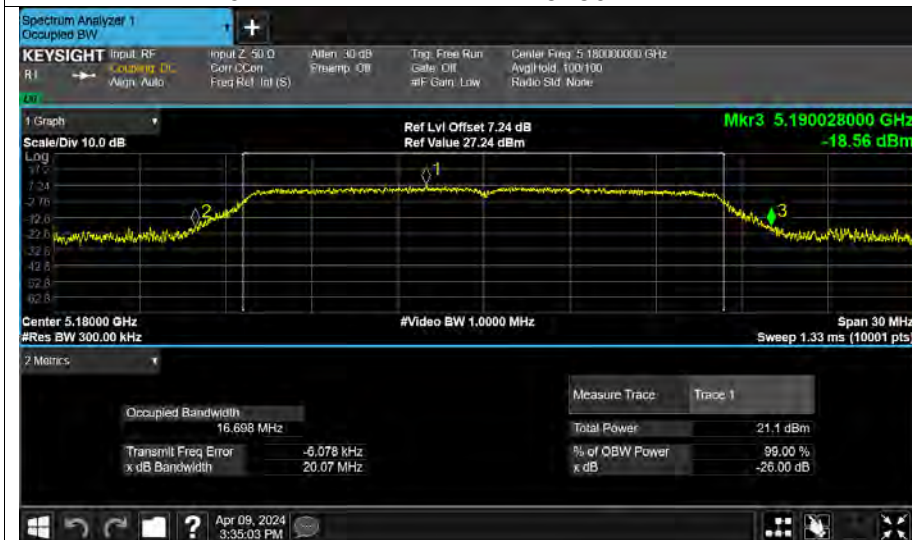 Spectrum Analyzer 1
Occupied BW
KEYSIGHT
Input: RF
Coupling: DC
Align: Auto
Input Z: 50 Ω
Corr CCorr
Freq Ref: Int (S)
Atten: 30 dB
Preamp: Off
Trig: Free Run
Gate: Off
#IF Gain: Low
Center Freq: 5.180000000 GHz
Avg|Hold: 100/100
Radio Std: None
1 Graph
Scale/Div 10.0 dB
Ref Lvl Offset 7.24 dB
Ref Value 27.24 dBm
Mkr3 5.190028000 GHz
-18.56 dBm
Log
17.2
7.24
-2.76
-12.8
-22.8
-32.8
-42.8
-52.8
-62.8
1
2
3
Center 5.18000 GHz
#Video BW 1.0000 MHz
Span 30 MHz
#Res BW 300.00 kHz
Sweep 1.33 ms (10001 pts)
2 Metrics
Measure Trace Trace 1
Occupied Bandwidth
16.698 MHz
Total Power 21.1 dBm
Transmit Freq Error -6.078 kHz
% of OBW Power 99.00 %
x dB Bandwidth 20.07 MHz
x dB -26.00 dB
?
Apr 09, 2024
3:35:03 PM